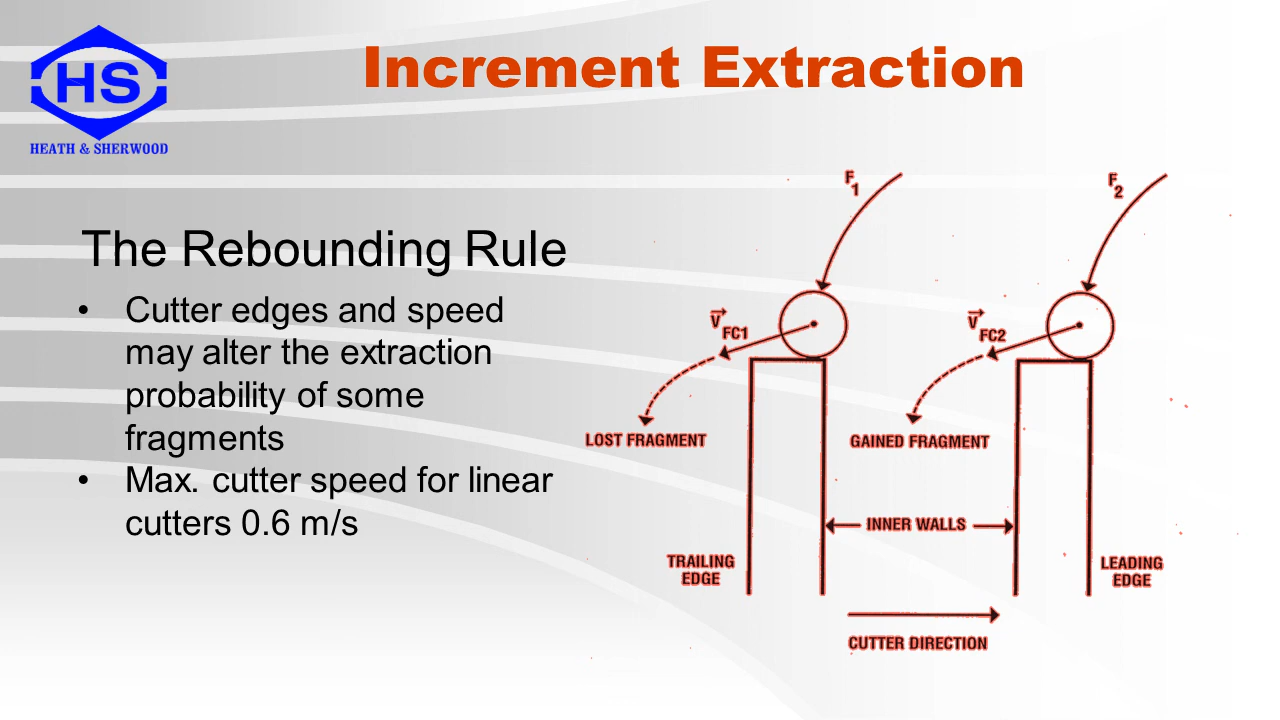 HS
HEATH & SHERWOOD
Increment Extraction
The Rebounding Rule
• Cutter edges and speed
may alter the extraction
probability of some
fragments
• Max. cutter speed for linear
cutters 0.6 m/s
F1
F2
V FC1
V FC2
LOST FRAGMENT
GAINED FRAGMENT
INNER WALLS
TRAILING
EDGE
LEADING
EDGE
CUTTER DIRECTION